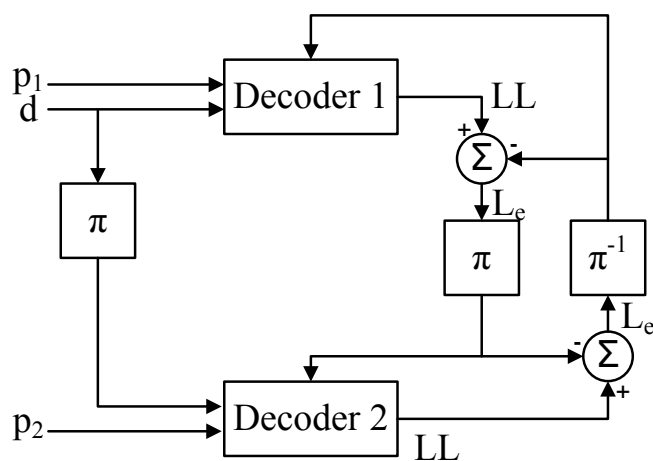 p₁
d
Decoder 1
LL
+
Σ
-
Lₑ
π
π
π⁻¹
Lₑ
-
Σ
+
p₂
Decoder 2
LL